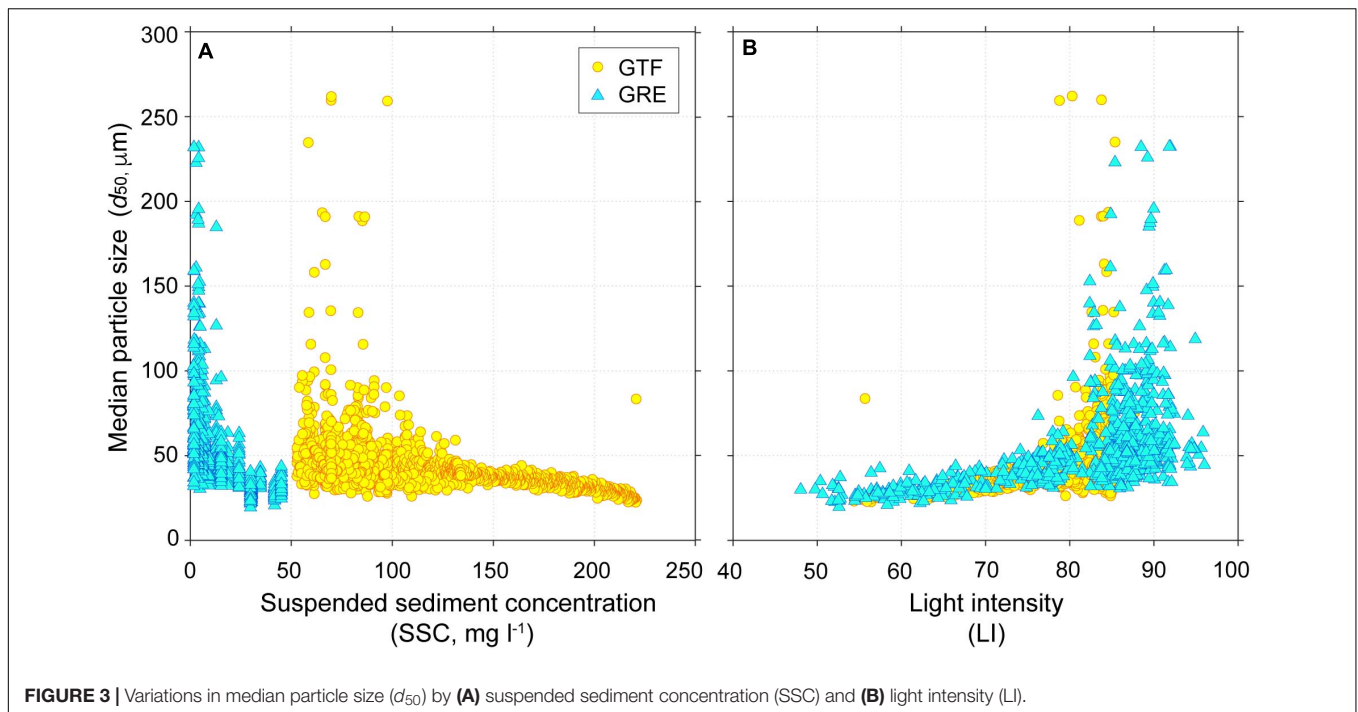 A
B
GTF
GRE
300
250
200
150
100
50
0
Median particle size (d50, μm)
0 50 100 150 200 250
40 50 60 70 80 90 100
Suspended sediment concentration
(SSC, mg l-1)
Light intensity
(LI)
FIGURE 3 | Variations in median particle size (d50) by (A) suspended sediment concentration (SSC) and (B) light intensity (LI).